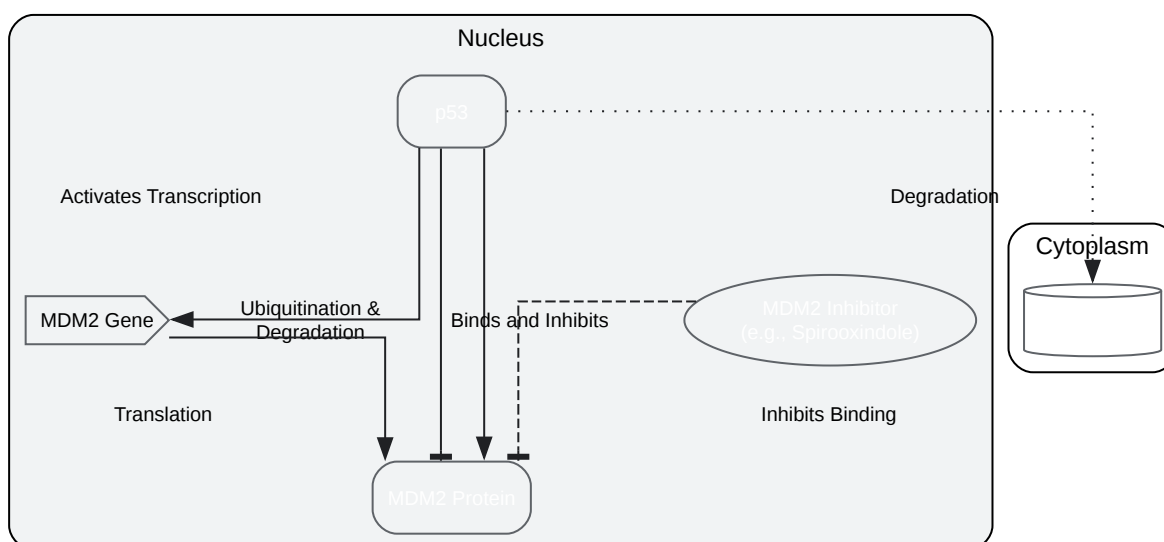 Nucleus
p53
Activates Transcription
Degradation
Cytoplasm
MDM2 Gene
Ubiquitination &
Degradation
Binds and Inhibits
MDM2 Inhibitor
(e.g., Spirooxindole)
Translation
Inhibits Binding
MDM2 Protein